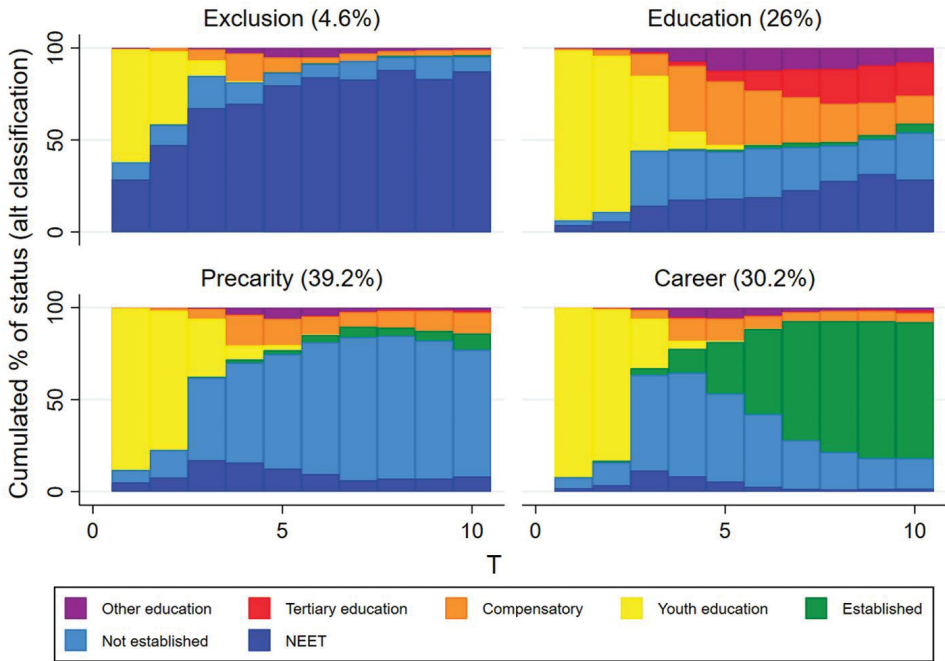 Exclusion (4.6%)
Education (26%)
100
50
0
Precarity (39.2%)
Career (30.2%)
100
50
0
0
5
10
0
5
10
Cumulated % of status (alt classification)
T
Other education
Tertiary education
Compensatory
Youth education
Established
Not established
NEET